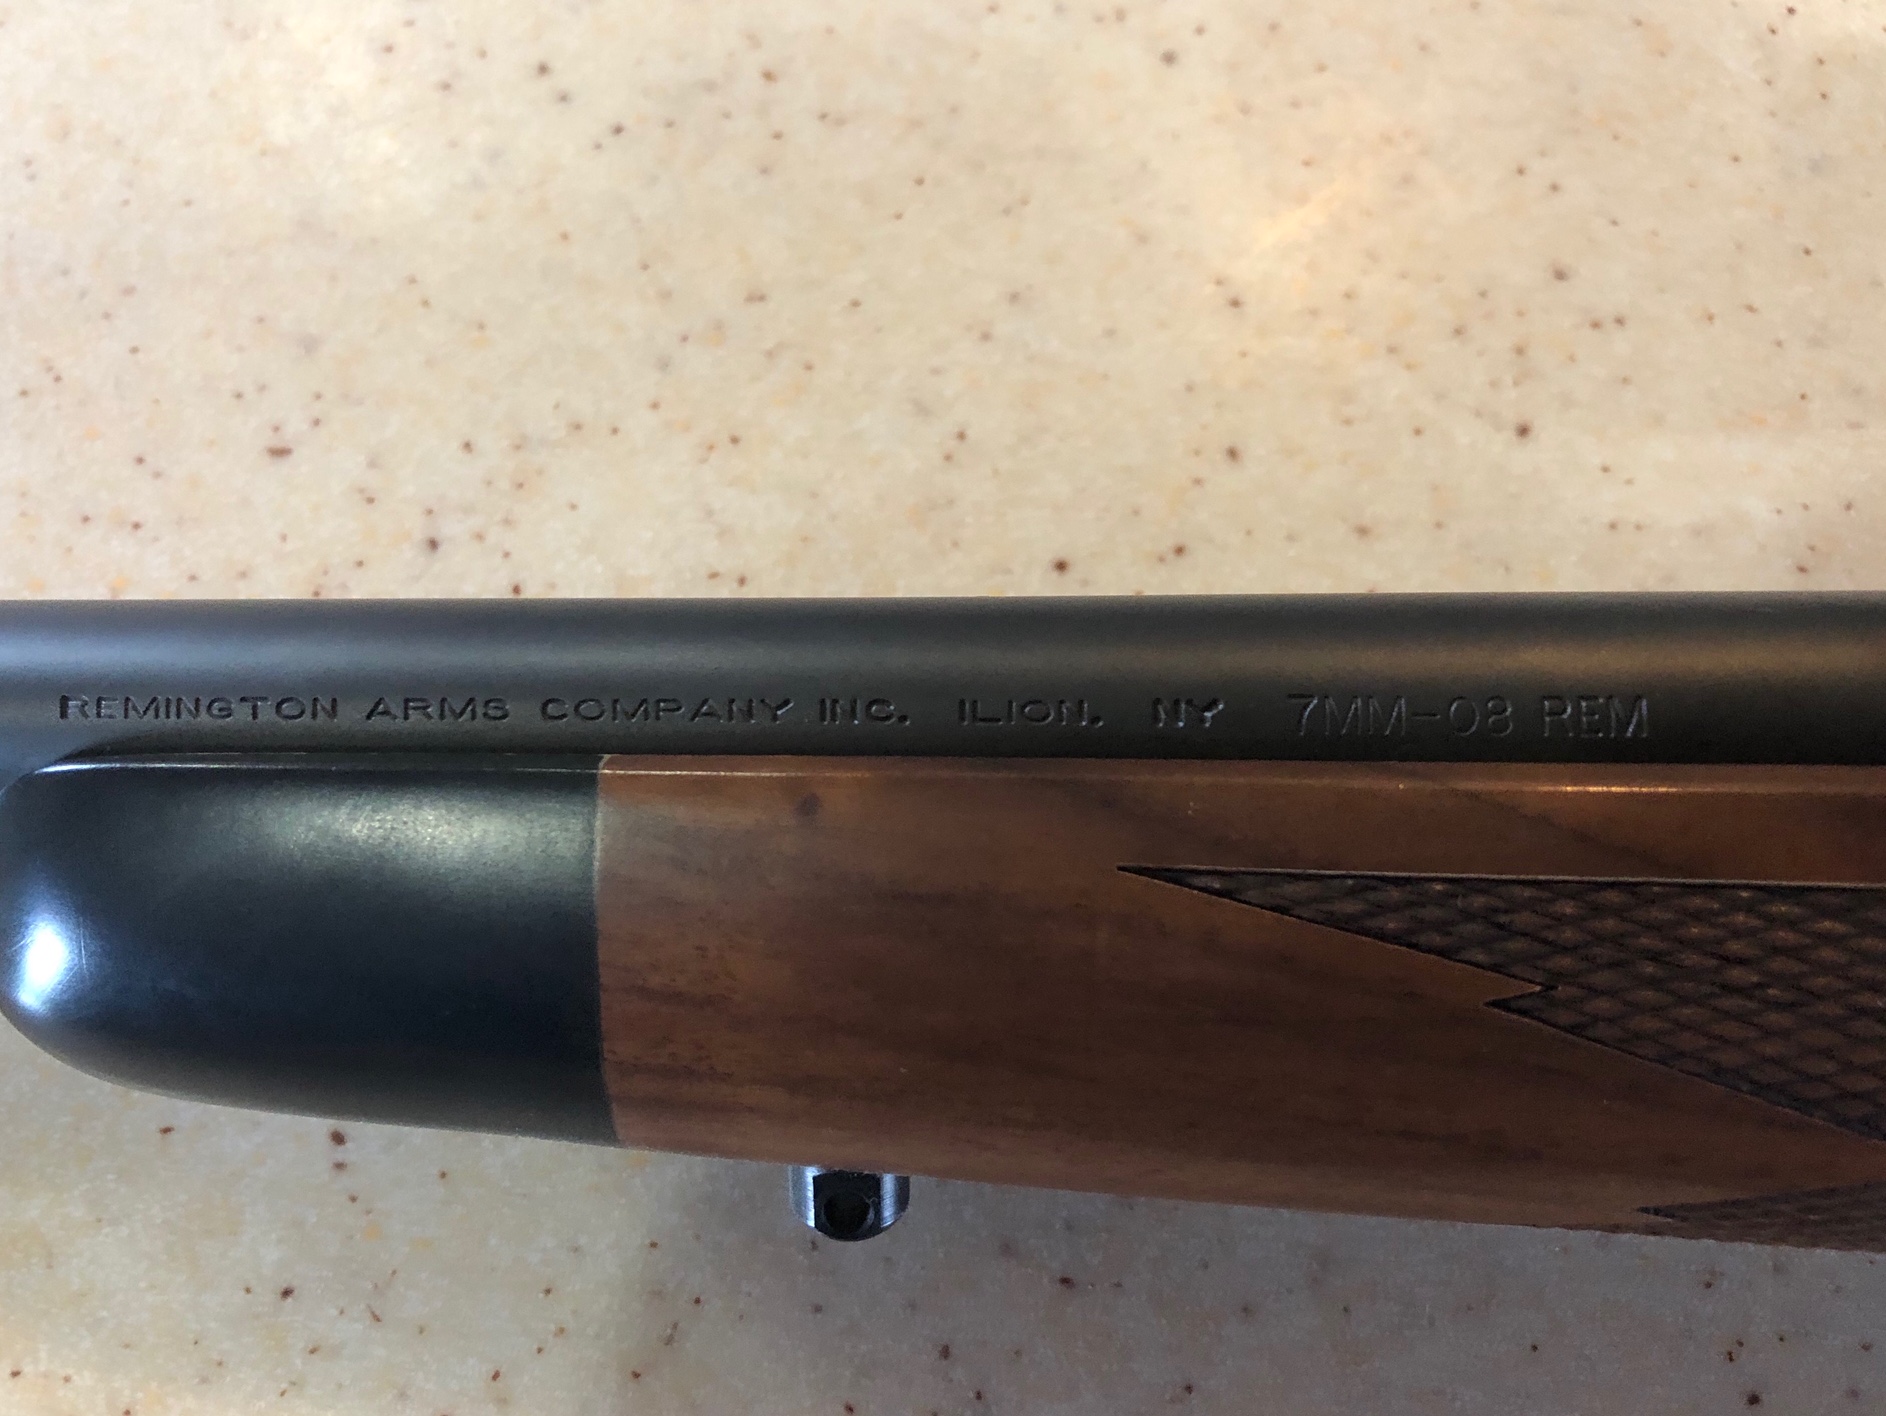 REMINGTON ARMS COMPANY INC. ILION. NY 7MM-08 REM